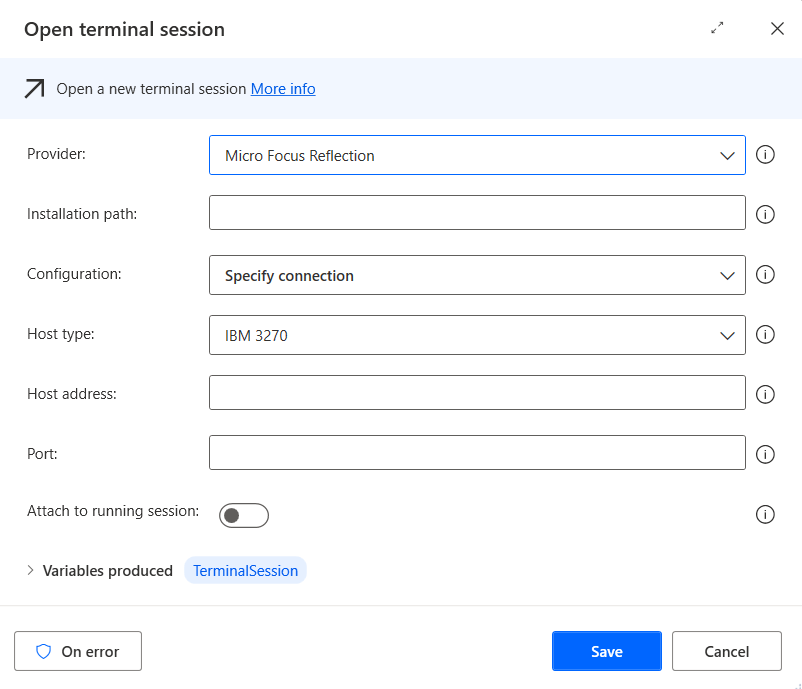 Open terminal session
Open a new terminal session More info
Provider:
Micro Focus Reflection
Installation path:
Configuration:
Specify connection
Host type:
IBM 3270
Host address:
Port:
Attach to running session:
Variables produced TerminalSession
On error
Save
Cancel